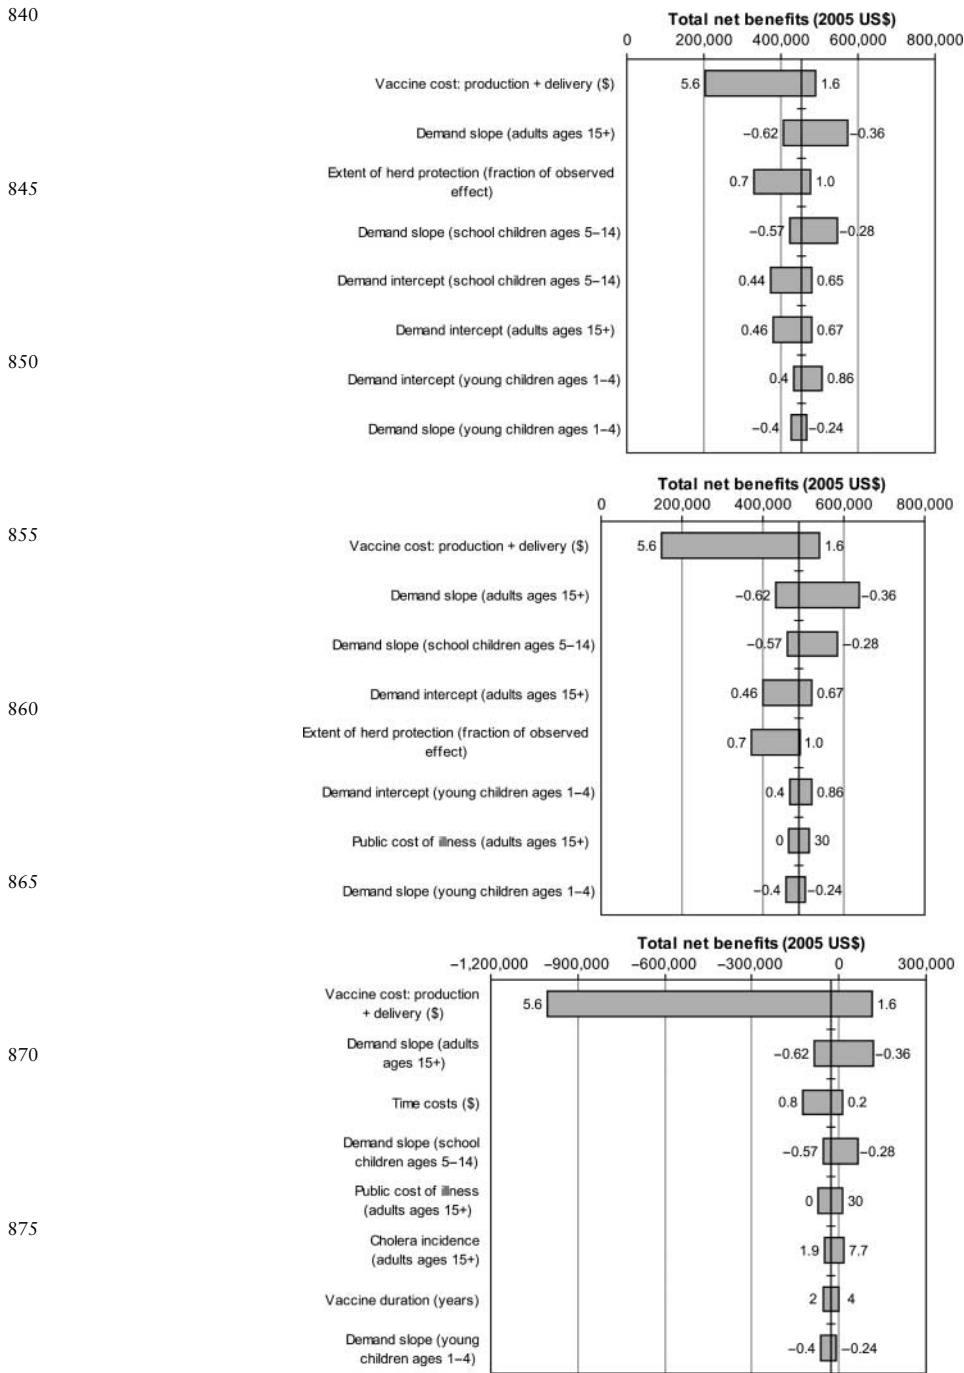 840
Total net benefits (2005 US$)
0 200,000 400,000 600,000 800,000
Vaccine cost: production + delivery ($) 5.6 1.6
Demand slope (adults ages 15+) −0.62 −0.36
845
Extent of herd protection (fraction of observed
effect) 0.7 1.0
Demand slope (school children ages 5–14) −0.57 −0.28
Demand intercept (school children ages 5–14) 0.44 0.65
Demand intercept (adults ages 15+) 0.46 0.67
850
Demand intercept (young children ages 1–4) 0.4 0.86
Demand slope (young children ages 1–4) −0.4 −0.24
Total net benefits (2005 US$)
0 200,000 400,000 600,000 800,000
855
Vaccine cost: production + delivery ($) 5.6 1.6
Demand slope (adults ages 15+) −0.62 −0.36
Demand slope (school children ages 5–14) −0.57 −0.28
860
Demand intercept (adults ages 15+) 0.46 0.67
Extent of herd protection (fraction of observed
effect) 0.7 1.0
Demand intercept (young children ages 1–4) 0.4 0.86
Public cost of illness (adults ages 15+) 0 30
865
Demand slope (young children ages 1–4) −0.4 −0.24
Total net benefits (2005 US$)
−1,200,000 −900,000 −600,000 −300,000 0 300,000
Vaccine cost: production
+ delivery ($) 5.6 1.6
870
Demand slope (adults
ages 15+) −0.62 −0.36
Time costs ($) 0.8 0.2
Demand slope (school
children ages 5–14) −0.57 −0.28
Public cost of illness
(adults ages 15+) 0 30
875
Cholera incidence
(adults ages 15+) 1.9 7.7
Vaccine duration (years) 2 4
Demand slope (young
children ages 1–4) −0.4 −0.24